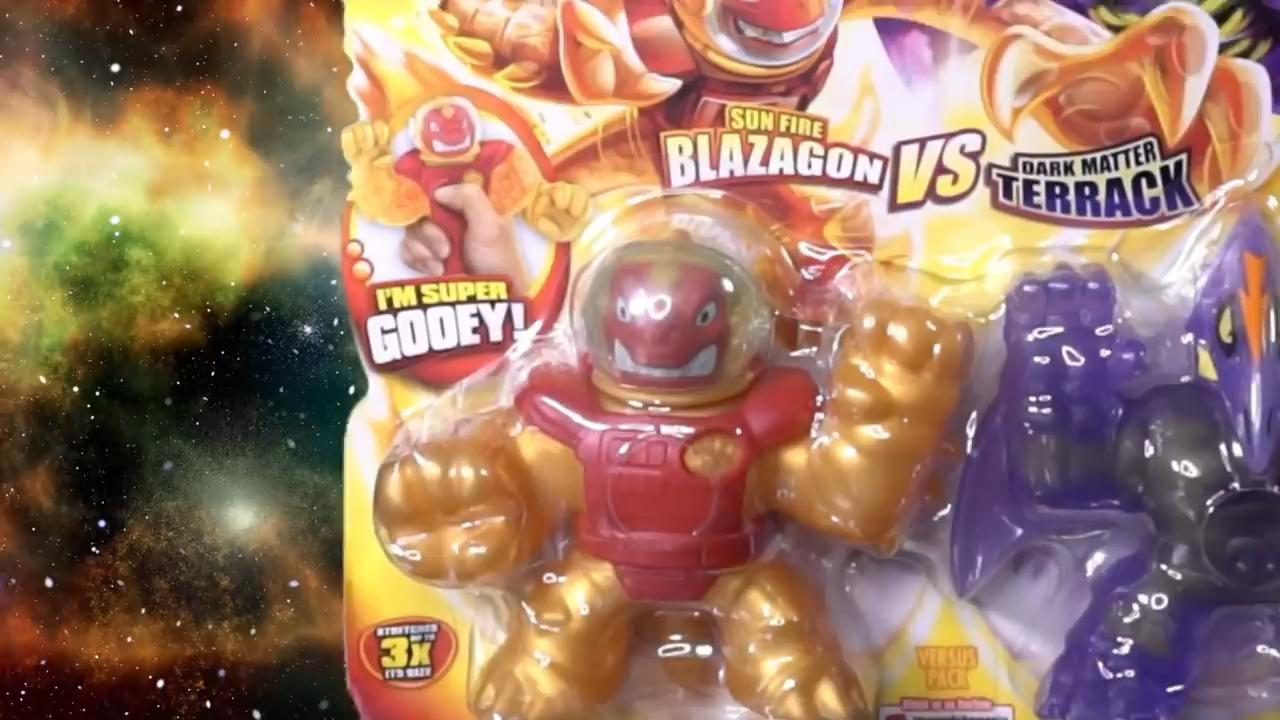 SUN FIRE
BLAZAGON
VS
DARK MATTER
TERRACK
I'M SUPER
GOOEY!
STRETCHES
UP TO
3X
ITS SIZE!
VERSUS
PACK